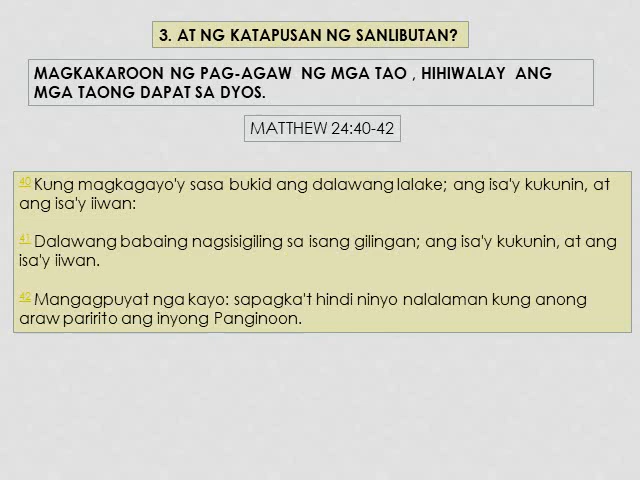 3. AT NG KATAPUSAN NG SANLIBUTAN?
MAGKAKAROON NG PAG-AGAW NG MGA TAO , HIHIWALAY ANG
MGA TAONG DAPAT SA DYOS.
MATTHEW 24:40-42
40 Kung magkagayo'y sasa bukid ang dalawang lalake; ang isa'y kukunin, at
ang isa'y iiwan:
41 Dalawang babaing nagsisigiling sa isang gilingan; ang isa'y kukunin, at ang
isa'y iiwan.
42 Mangagpuyat nga kayo: sapagka't hindi ninyo nalalaman kung anong
araw paririto ang inyong Panginoon.